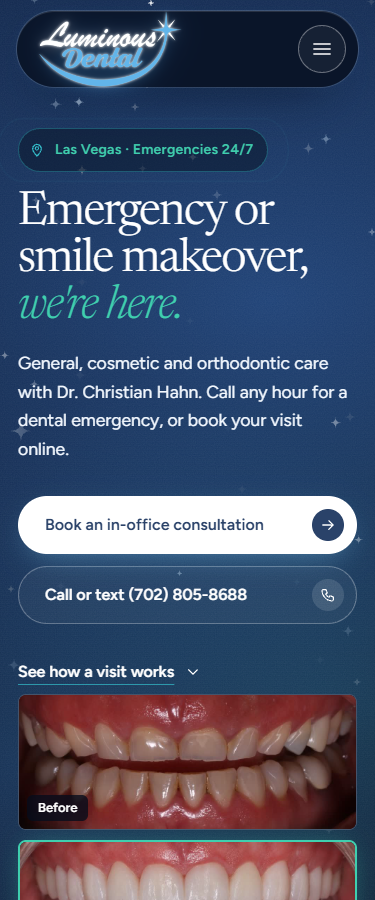 Luminous
Dental
Las Vegas · Emergencies 24/7
Emergency or
smile makeover,
we're here.
General, cosmetic and orthodontic care
with Dr. Christian Hahn. Call any hour for a
dental emergency, or book your visit
online.
Book an in-office consultation
Call or text (702) 805-8688
See how a visit works
Before